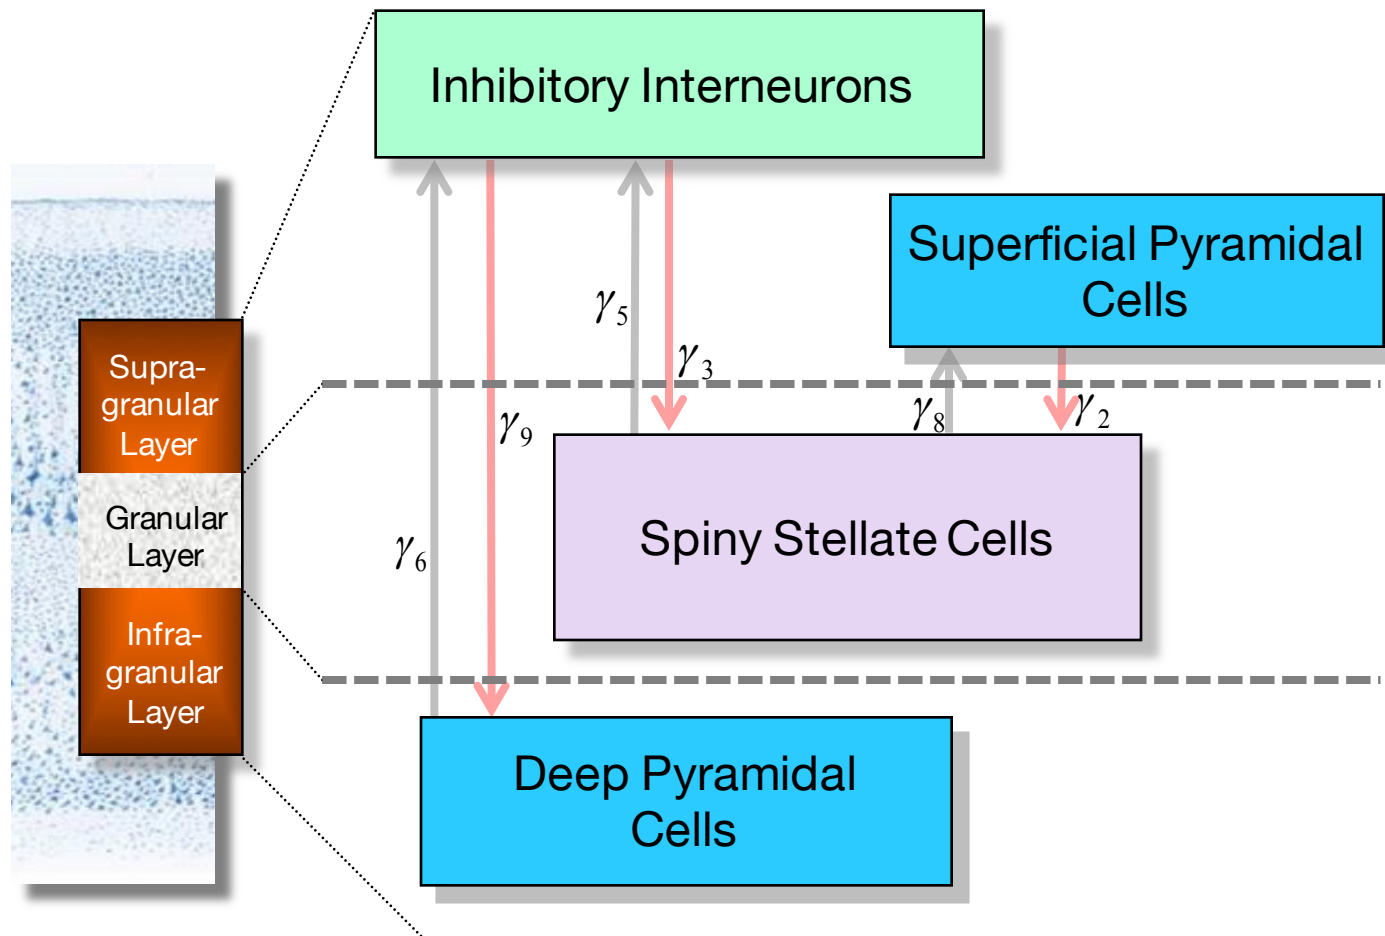 Inhibitory Interneurons
Superficial Pyramidal
Cells
γ5
γ3
γ8
γ2
γ9
γ6
Spiny Stellate Cells
Deep Pyramidal
Cells
Supra-
granular
Layer
Granular
Layer
Infra-
granular
Layer